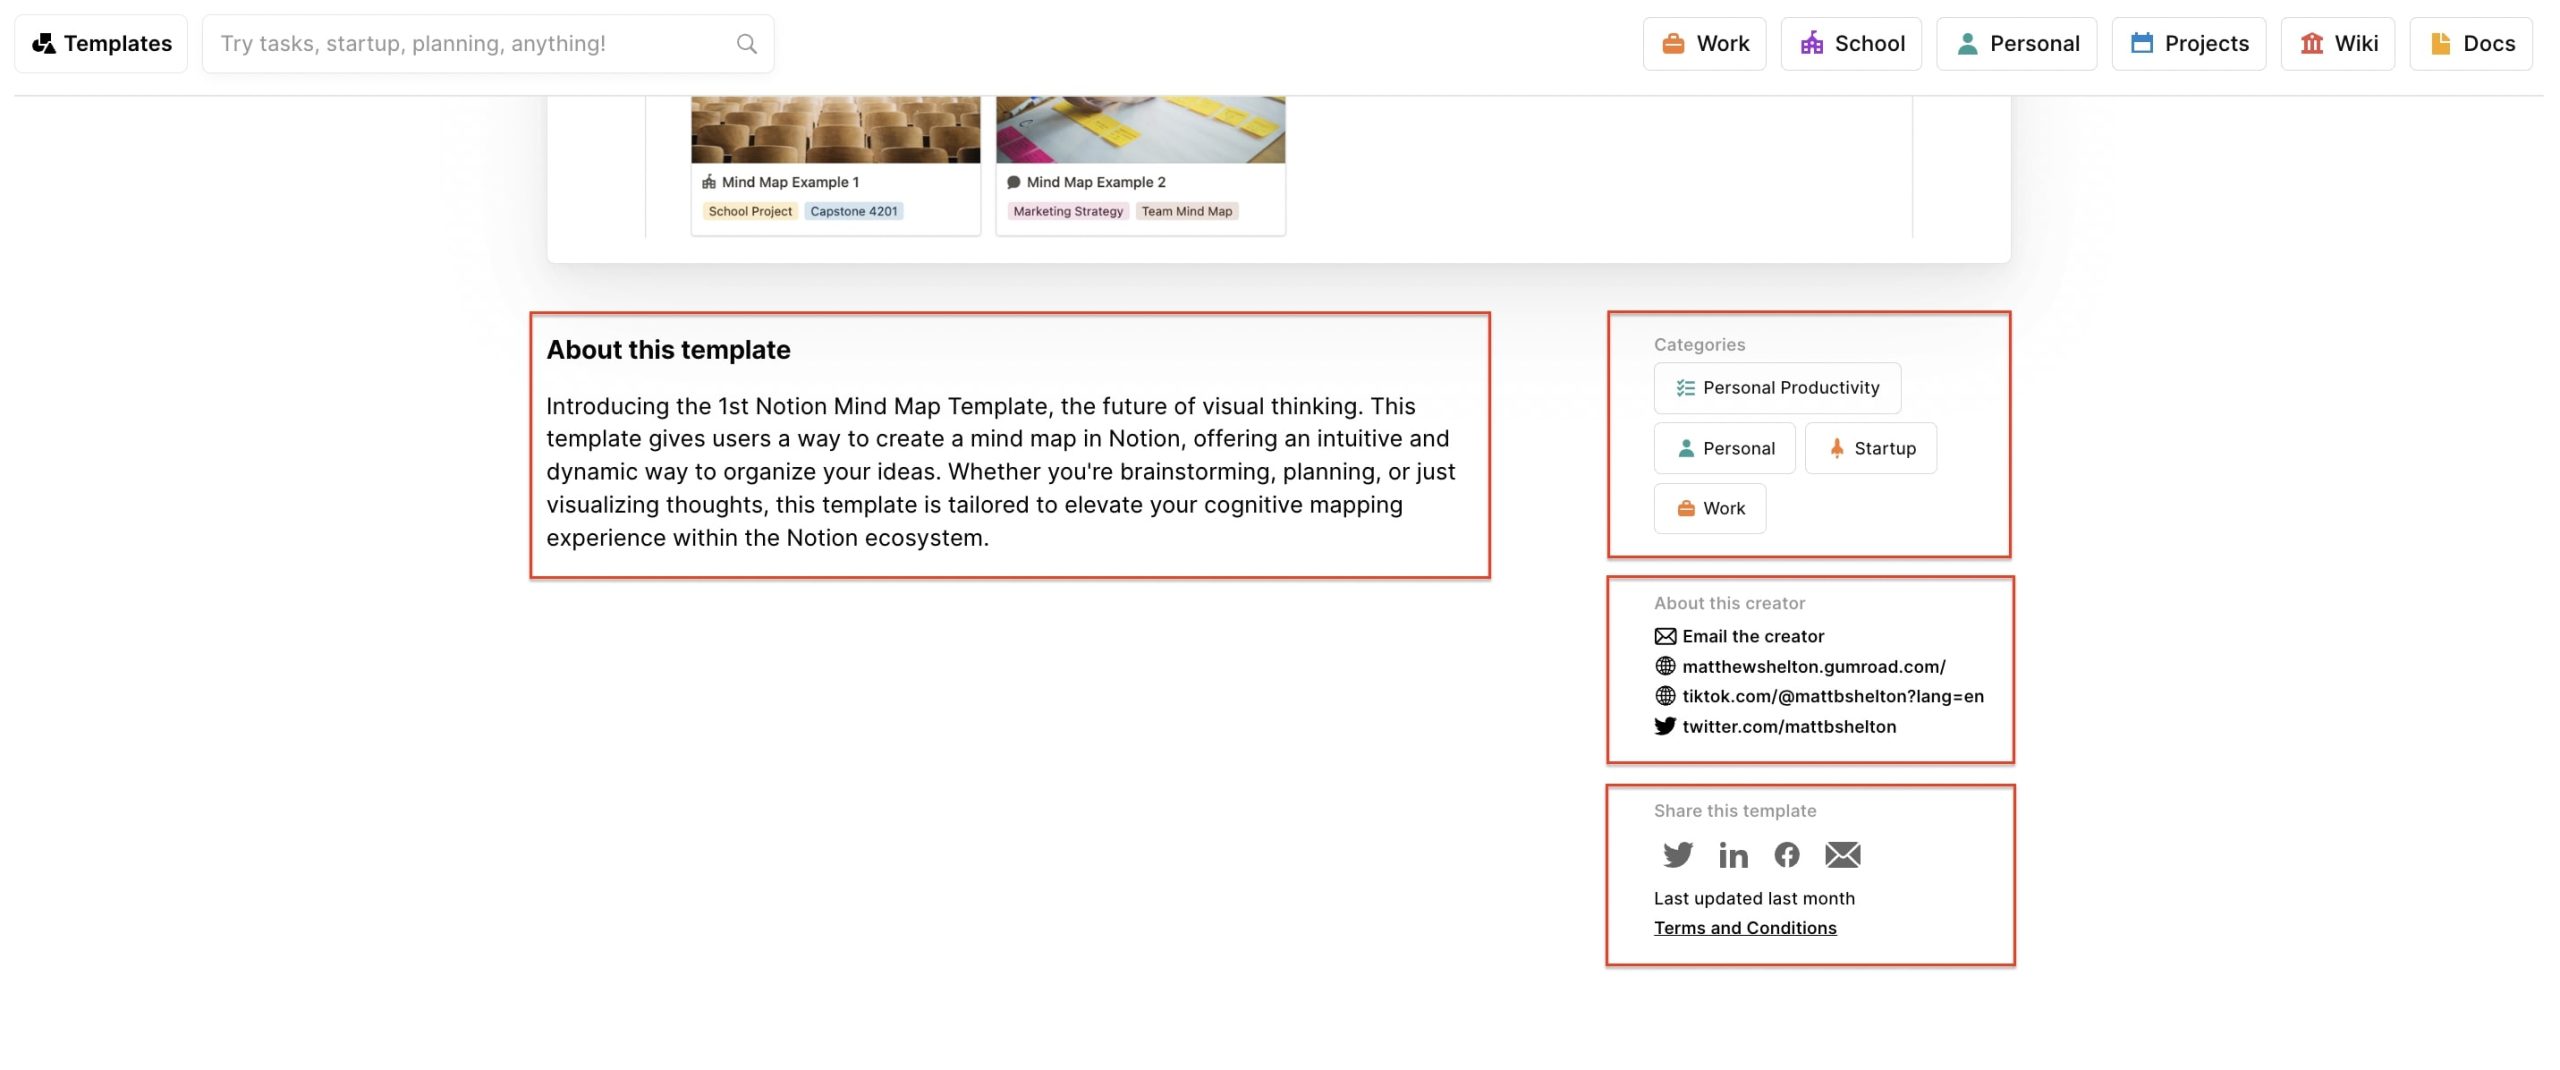 Templates
Try tasks, startup, planning, anything!
Work
School
Personal
Projects
Wiki
Docs
Mind Map Example 1
School Project
Capstone 4201
Mind Map Example 2
Marketing Strategy
Team Mind Map
About this template
Introducing the 1st Notion Mind Map Template, the future of visual thinking. This
template gives users a way to create a mind map in Notion, offering an intuitive and
dynamic way to organize your ideas. Whether you're brainstorming, planning, or just
visualizing thoughts, this template is tailored to elevate your cognitive mapping
experience within the Notion ecosystem.
Categories
Personal Productivity
Personal
Startup
Work
About this creator
Email the creator
matthewshelton.gumroad.com/
tiktok.com/@mattbshelton?lang=en
twitter.com/mattbshelton
Share this template
Last updated last month
Terms and Conditions